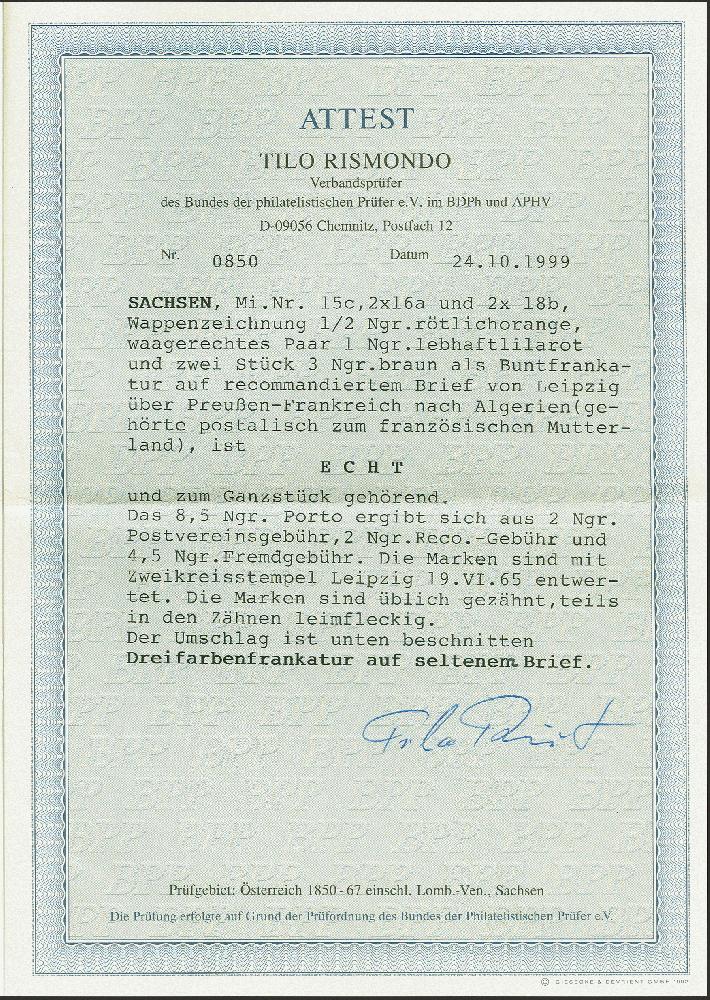 ATTEST
TILO RISMONDO
Verbandsprüfer
des Bundes der philatelistischen Prüfer e.V. im BDPh und APHV
D-09056 Chemnitz, Postfach 12
Nr. 0850 Datum 24.10.1999
SACHSEN, Mi.Nr. 15c,2x16a und 2x 18b,
Wappenzeichnung 1/2 Ngr.rötlichorange,
waagerechtes Paar 1 Ngr.lebhaftlilarot
und zwei Stück 3 Ngr.braun als Buntfranka-
tur auf recommandiertem Brief von Leipzig
über Preußen-Frankreich nach Algerien(ge-
hörte postalisch zum französischen Mutter-
land), ist
E C H T
und zum Ganzstück gehörend.
Das 8,5 Ngr. Porto ergibt sich aus 2 Ngr.
Postvereinsgebühr,2 Ngr.Reco.-Gebühr und
4,5 Ngr.Fremdgebühr. Die Marken sind mit
Zweikreisstempel Leipzig 19.VI.65 entwer-
tet. Die Marken sind üblich gezähnt,teils
in den Zähnen leimfleckig.
Der Umschlag ist unten beschnitten
Dreifarbenfrankatur auf seltenem Brief.
Prüfgebiet: Österreich 1850-67 einschl. Lomb.-Ven., Sachsen
Die Prüfung erfolgte auf Grund der Prüfordnung des Bundes der Philatelistischen Prüfer e.V.
© GIESECKE & DEVRIENT GMBH